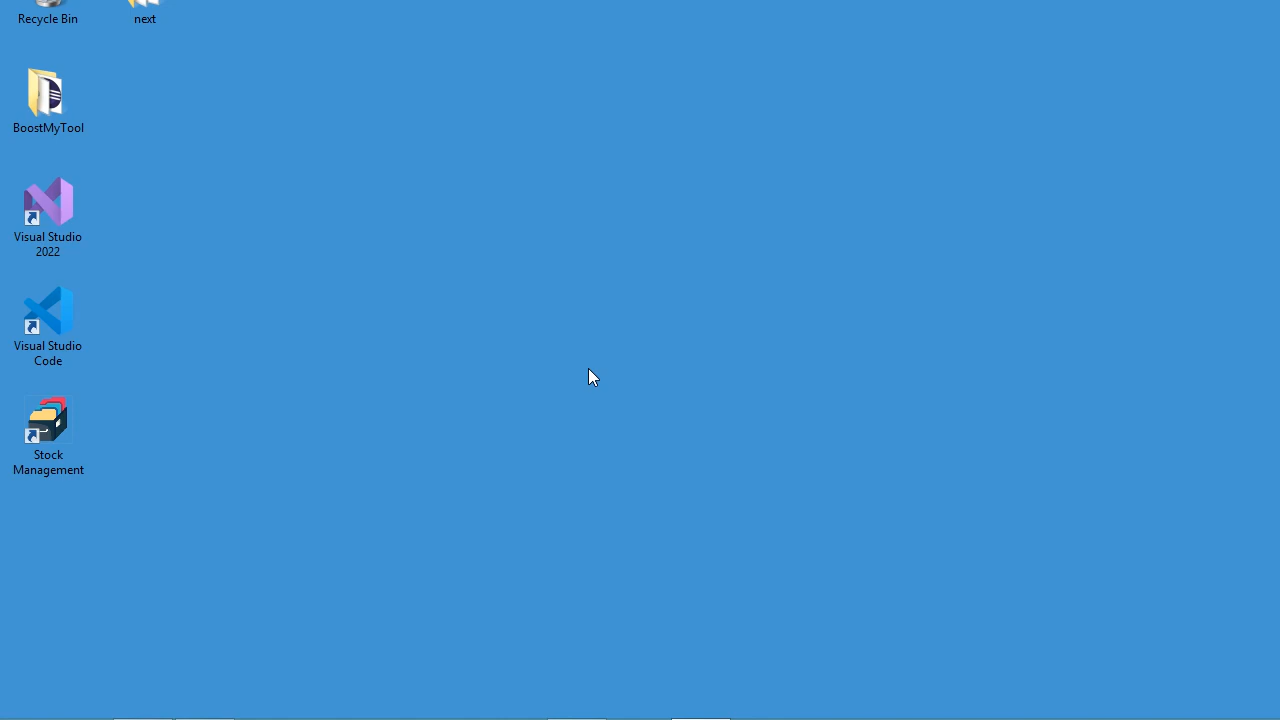 Recycle Bin
next
BoostMyTool
Visual Studio
2022
Visual Studio
Code
Stock
Management